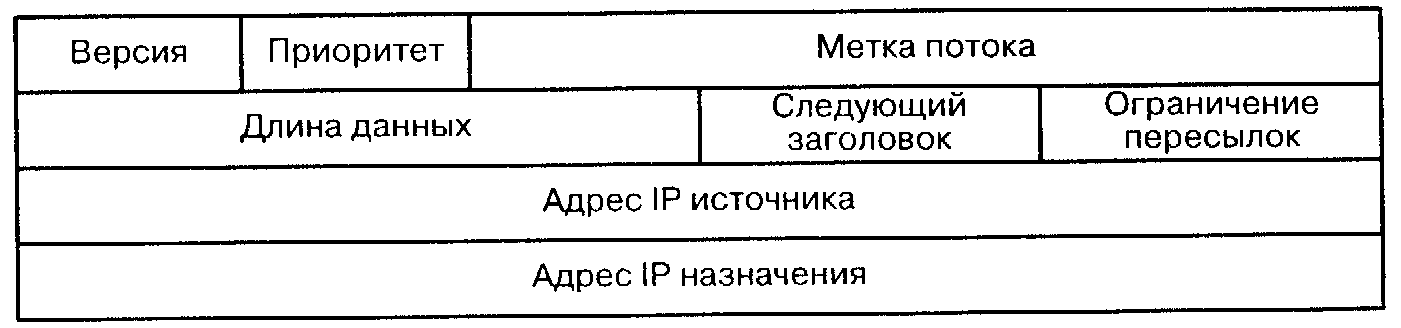 Версия
Приоритет
Метка потока
Длина данных
Следующий
заголовок
Ограничение
пересылок
Адрес IP источника
Адрес IP назначения